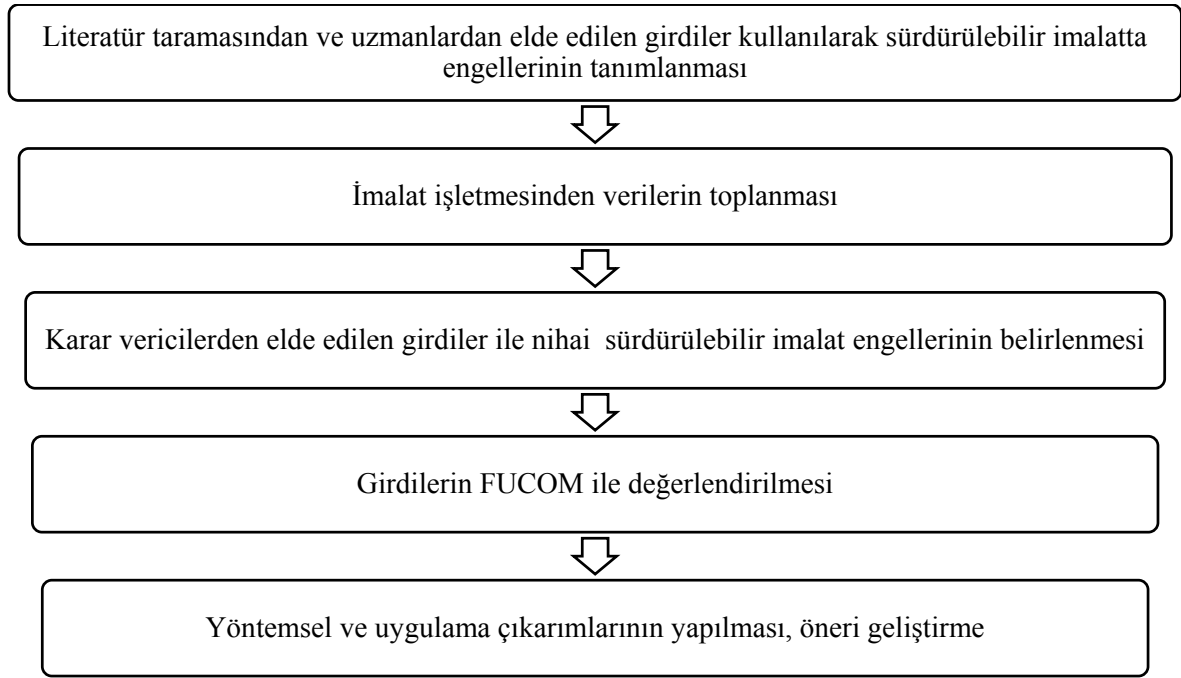 Literatür taramasından ve uzmanlardan elde edilen girdiler kullanılarak sürdürülebilir imalatta
engellerinin tanımlanması
İmalat işletmesinden verilerin toplanması
Karar vericilerden elde edilen girdiler ile nihai sürdürülebilir imalat engellerinin belirlenmesi
Girdilerin FUCOM ile değerlendirilmesi
Yöntemsel ve uygulama çıkarımlarının yapılması, öneri geliştirme